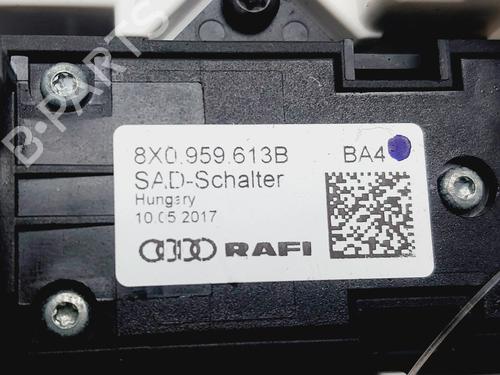 8X0.959.613B BA4
SAD-Schalter
Hungary
10.05.2017
RAFI
B-PARTS